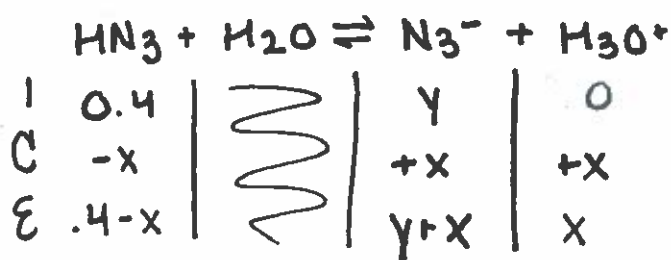 HN3 + H2O ⇌ N3- + H3O+
I 0.4 y 0
C -x +x +x
E .4-x y+x x